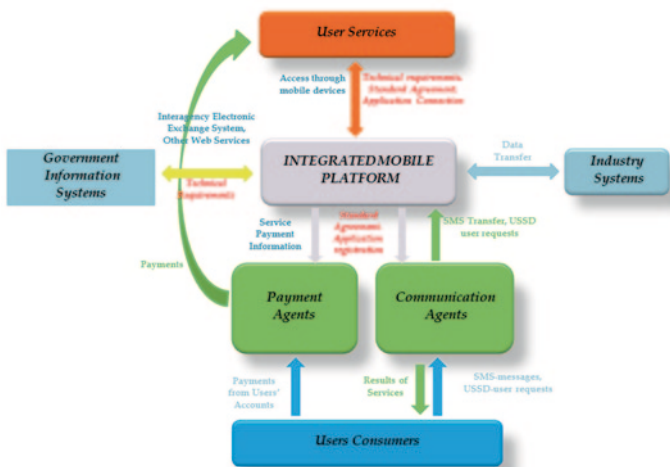 User Services
Access through
mobile devices
Technical requirements,
Standard Agreement,
Application Connection
Interagency Electronic
Exchange System,
Other Web Services
Government
Information
Systems
Technical
Requirements
INTEGRATED MOBILE
PLATFORM
Data
Transfer
Industry
Systems
Service
Payment
Information
Standard
Agreement,
Application
registration
SMS Transfer, USSD
user requests
Payments
Payment
Agents
Communication
Agents
Payments
from Users'
Accounts
Results of
Services
SMS-messages,
USSD-user requests
Users Consumers